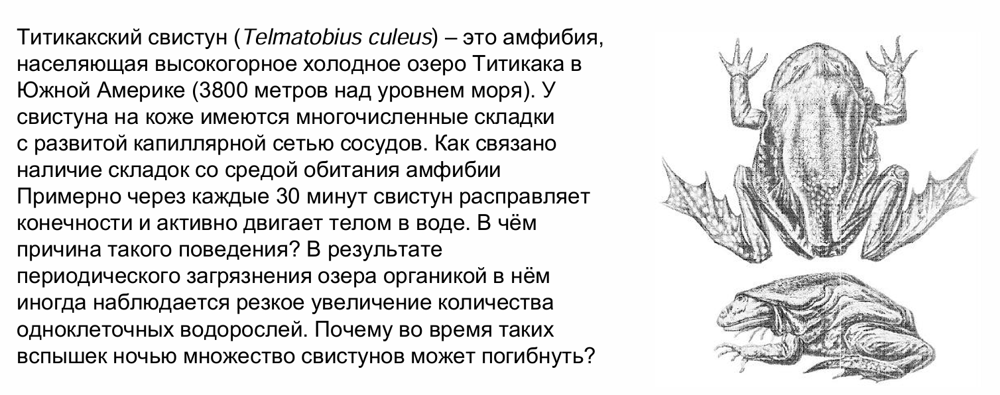 Титикакский свистун (Telmatobius culeus) – это амфибия,
населяющая высокогорное холодное озеро Титикака в
Южной Америке (3800 метров над уровнем моря). У
свистуна на коже имеются многочисленные складки
с развитой капиллярной сетью сосудов. Как связано
наличие складок со средой обитания амфибии
Примерно через каждые 30 минут свистун расправляет
конечности и активно двигает телом в воде. В чём
причина такого поведения? В результате
периодического загрязнения озера органикой в нём
иногда наблюдается резкое увеличение количества
одноклеточных водорослей. Почему во время таких
вспышек ночью множество свистунов может погибнуть?